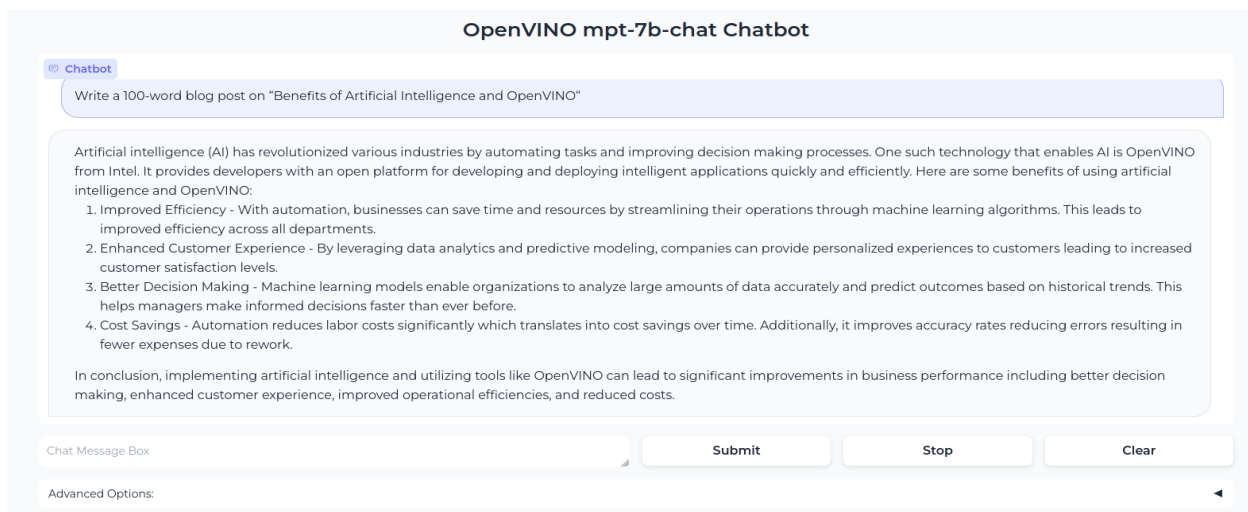 OpenVINO mpt-7b-chat Chatbot
Chatbot
Write a 100-word blog post on “Benefits of Artificial Intelligence and OpenVINO“
Artificial intelligence (AI) has revolutionized various industries by automating tasks and improving decision making processes. One such technology that enables AI is OpenVINO
from Intel. It provides developers with an open platform for developing and deploying intelligent applications quickly and efficiently. Here are some benefits of using artificial
intelligence and OpenVINO:
1. Improved Efficiency - With automation, businesses can save time and resources by streamlining their operations through machine learning algorithms. This leads to
improved efficiency across all departments.
2. Enhanced Customer Experience - By leveraging data analytics and predictive modeling, companies can provide personalized experiences to customers leading to increased
customer satisfaction levels.
3. Better Decision Making - Machine learning models enable organizations to analyze large amounts of data accurately and predict outcomes based on historical trends. This
helps managers make informed decisions faster than ever before.
4. Cost Savings - Automation reduces labor costs significantly which translates into cost savings over time. Additionally, it improves accuracy rates reducing errors resulting in
fewer expenses due to rework.
In conclusion, implementing artificial intelligence and utilizing tools like OpenVINO can lead to significant improvements in business performance including better decision
making, enhanced customer experience, improved operational efficiencies, and reduced costs.
Chat Message Box
Submit
Stop
Clear
Advanced Options: